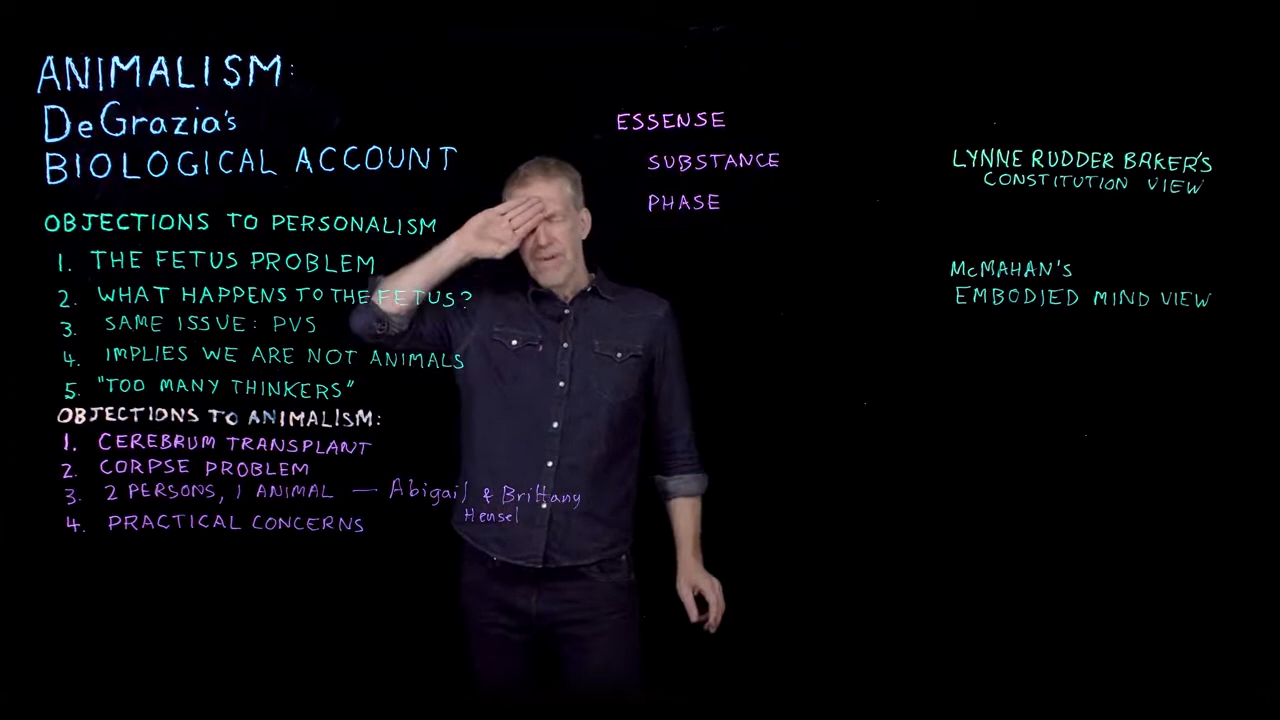 ANIMALISM:
DeGrazia's
BIOLOGICAL ACCOUNT
OBJECTIONS TO PERSONALISM
1. THE FETUS PROBLEM
2. WHAT HAPPENS TO THE FETUS?
3. SAME ISSUE: PVS
4. IMPLIES WE ARE NOT ANIMALS
5. "TOO MANY THINKERS"
OBJECTIONS TO ANIMALISM:
1. CEREBRUM TRANSPLANT
2. CORPSE PROBLEM
3. 2 PERSONS, 1 ANIMAL — Abigail & Brittany
Hensel
4. PRACTICAL CONCERNS
ESSENSE
SUBSTANCE
PHASE
LYNNE RUDDER BAKER'S
CONSTITUTION VIEW
McMAHAN'S
EMBODIED MIND VIEW